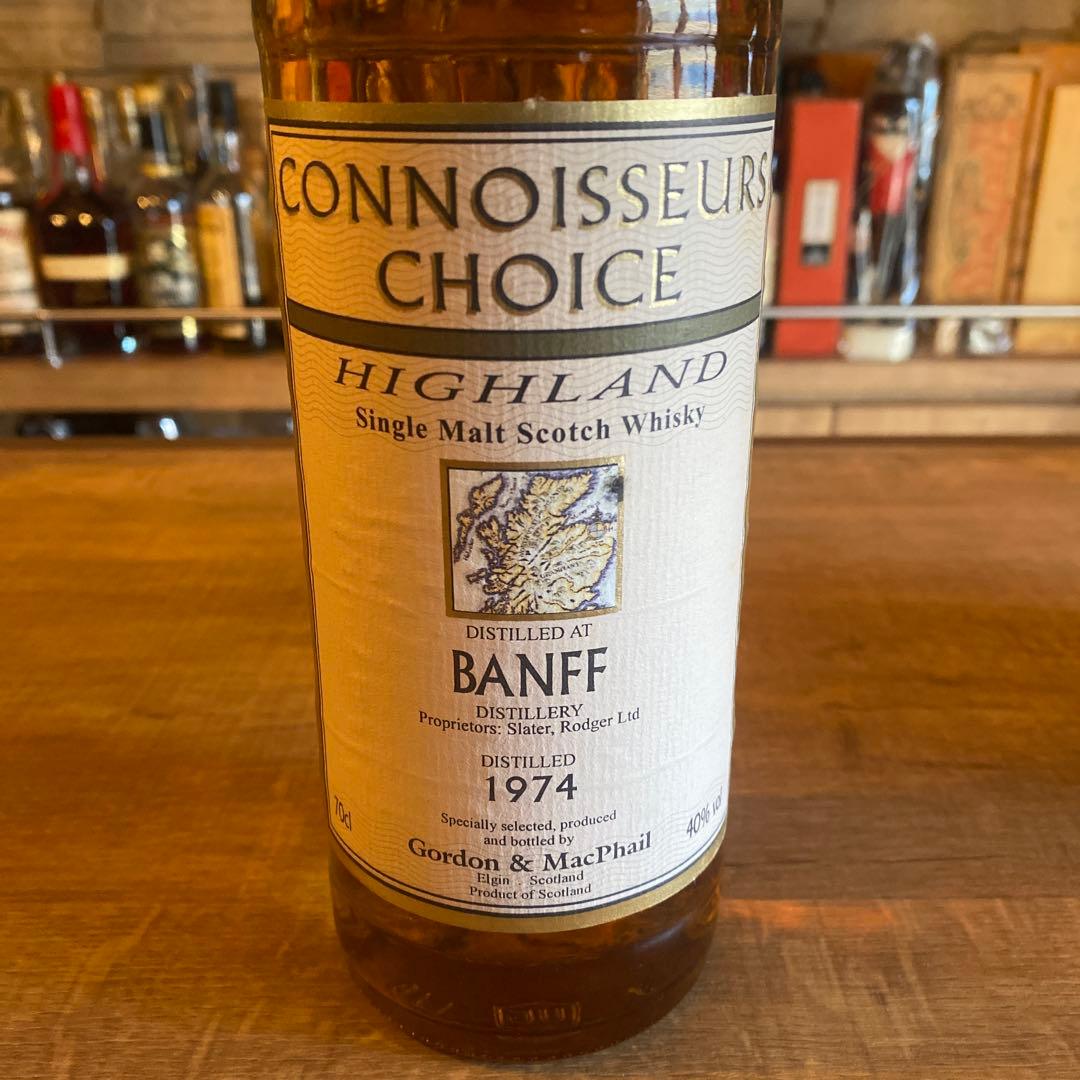 CONNOISSEURS
CHOICE
HIGHLAND
Single Malt Scotch Whisky
DISTILLED AT
BANFF
DISTILLERY
Proprietors: Slater, Rodger Ltd
DISTILLED
1974
70cl
40% vol
Specially selected, produced
and bottled by
Gordon & MacPhail
Elgin . Scotland
Product of Scotland